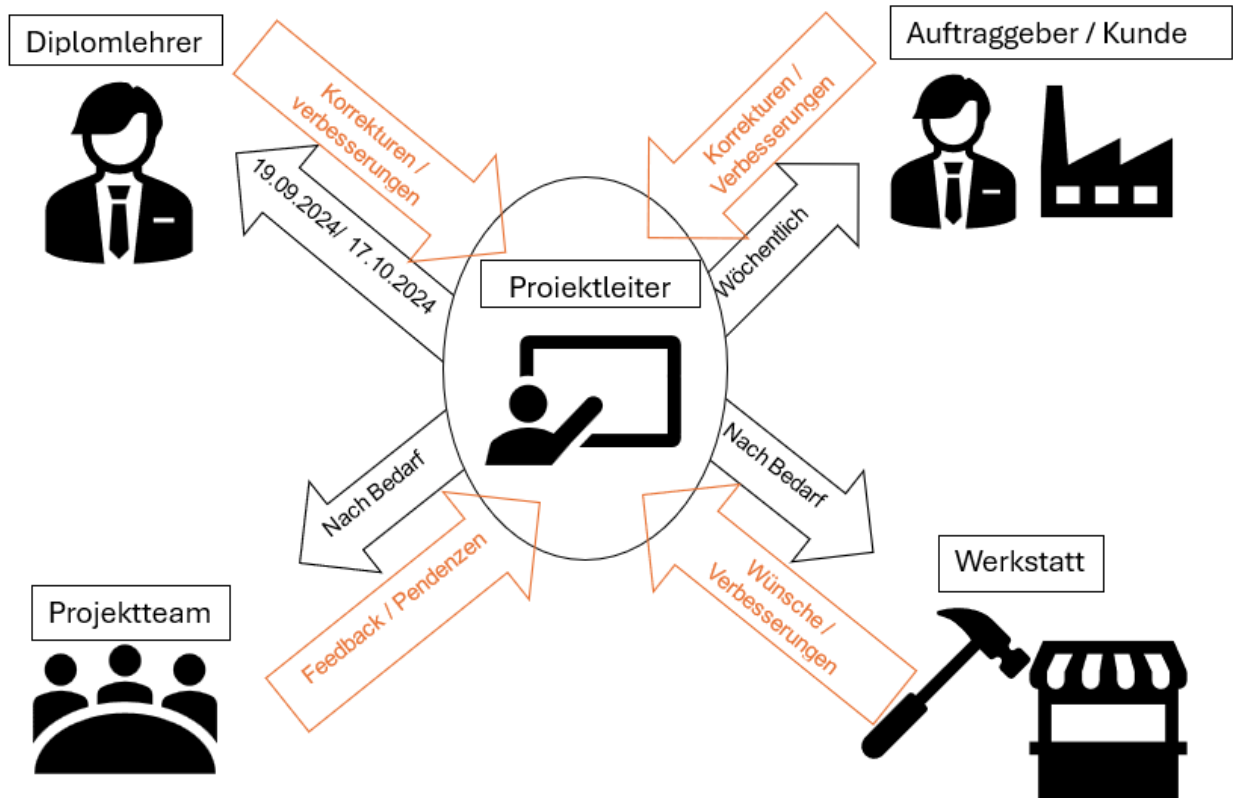 Diplomlehrer
Auftraggeber / Kunde
Korrekturen /
verbesserungen
19.09.2024/ 17.10.2024
Korrekturen /
Verbesserungen
Wöchentlich
Proiektleiter
Nach Bedarf
Feedback / Pendenzen
Nach Bedarf
Wünsche /
Verbesserungen
Projektteam
Werkstatt